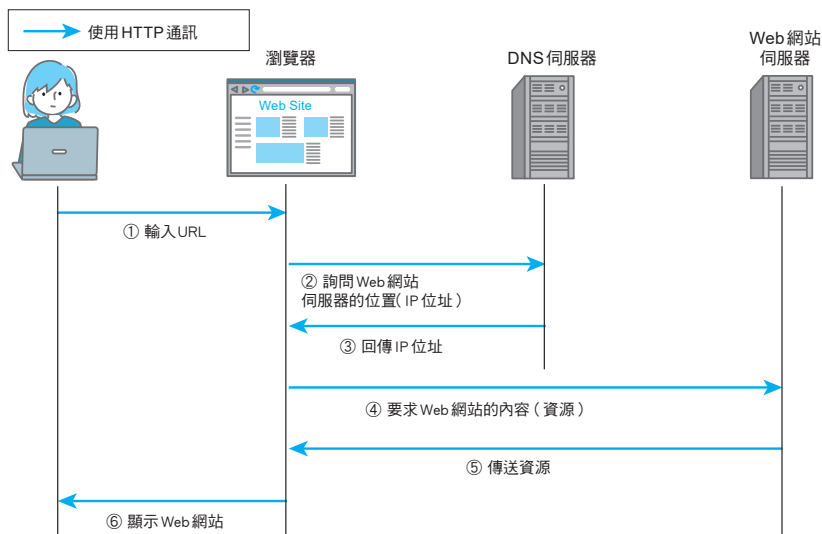 使用HTTP通訊
瀏覽器
DNS伺服器
Web網站
伺服器
Web Site
① 輸入URL
② 詢問Web網站
伺服器的位置(IP位址)
③ 回傳IP位址
④ 要求Web網站的內容(資源)
⑤ 傳送資源
⑥ 顯示Web網站